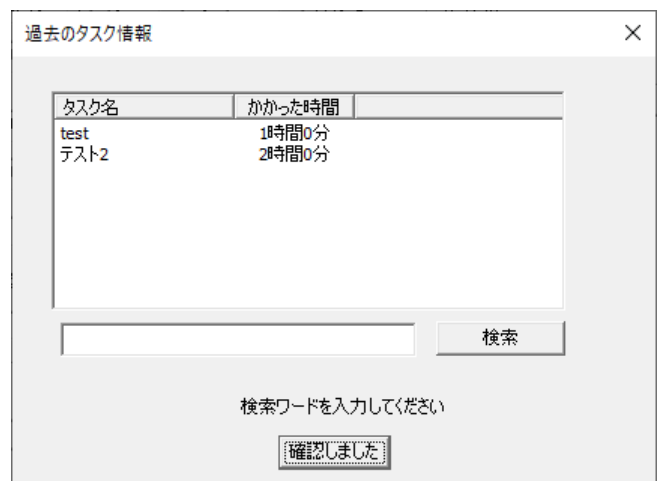 過去のタスク情報
タスク名 かかった時間
test 1時間0分
テスト2 2時間0分
検索
検索ワードを入力してください
確認しました